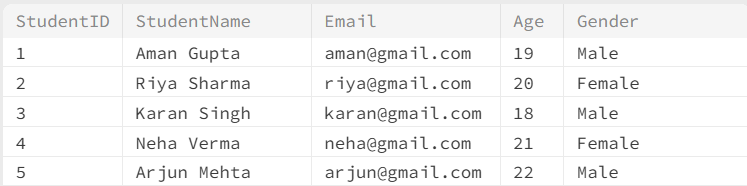 StudentID StudentName Email Age Gender
1 Aman Gupta aman@gmail.com 19 Male
2 Riya Sharma riya@gmail.com 20 Female
3 Karan Singh karan@gmail.com 18 Male
4 Neha Verma neha@gmail.com 21 Female
5 Arjun Mehta arjun@gmail.com 22 Male